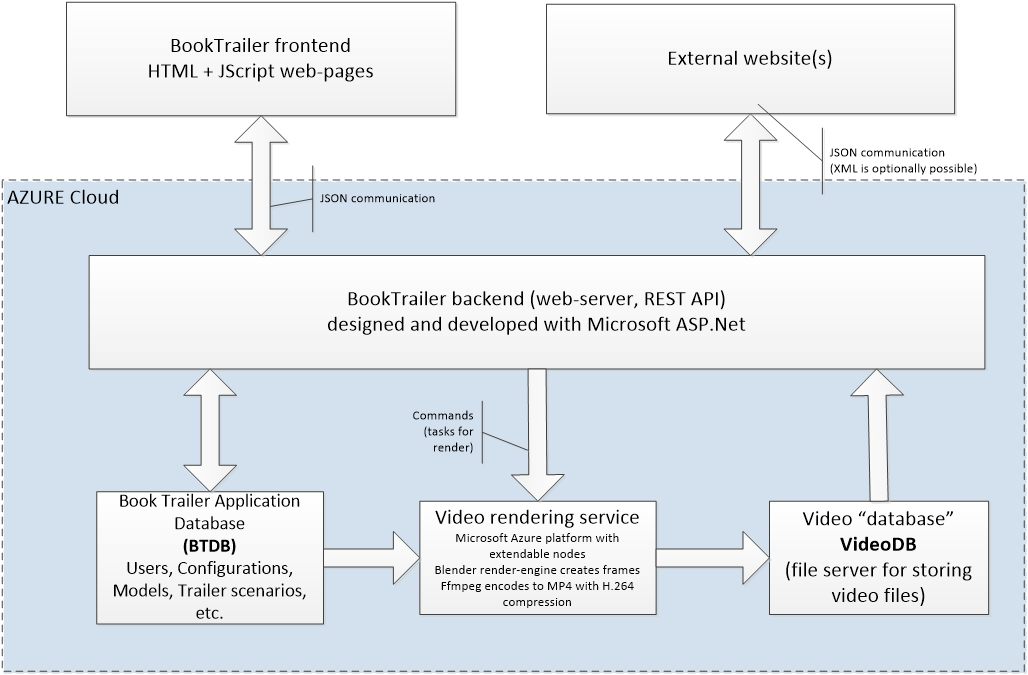 BookTrailer frontend
HTML + JScript web-pages
External website(s)
JSON communication
(XML is optionally possible)
AZURE Cloud
JSON communication
BookTrailer backend (web-server, REST API)
designed and developed with Microsoft ASP.Net
Commands
(tasks for
render)
Book Trailer Application
Database
(BTDB)
Users, Configurations,
Models, Trailer scenarios,
etc.
Video rendering service
Microsoft Azure platform with
extendable nodes
Blender render-engine creates frames
Ffmpeg encodes to MP4 with H.264
compression
Video “database”
VideoDB
(file server for storing
video files)